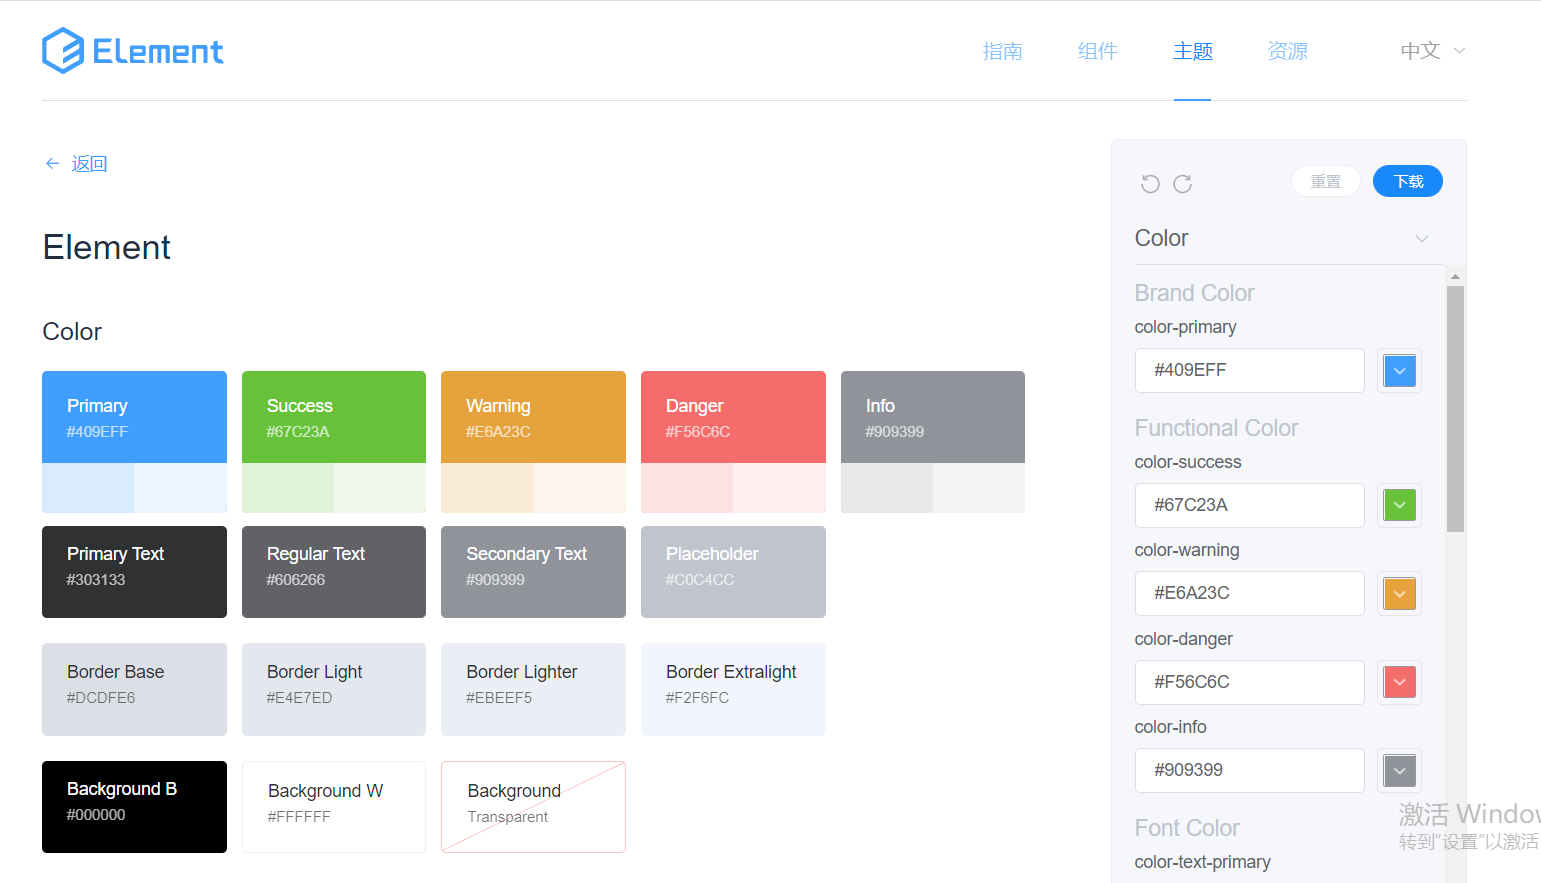 Element
指南
组件
主题
资源
中文
返回
Element
Color
Primary
#409EFF
Success
#67C23A
Warning
#E6A23C
Danger
#F56C6C
Info
#909399
Primary Text
#303133
Regular Text
#606266
Secondary Text
#909399
Placeholder
#C0C4CC
Border Base
#DCDFE6
Border Light
#E4E7ED
Border Lighter
#EBEEF5
Border Extralight
#F2F6FC
Background B
#000000
Background W
#FFFFFF
Background
Transparent
重置
下载
Color
Brand Color
color-primary
#409EFF
Functional Color
color-success
#67C23A
color-warning
#E6A23C
color-danger
#F56C6C
color-info
#909399
Font Color
color-text-primary
激活 Window
转到"设置"以激活